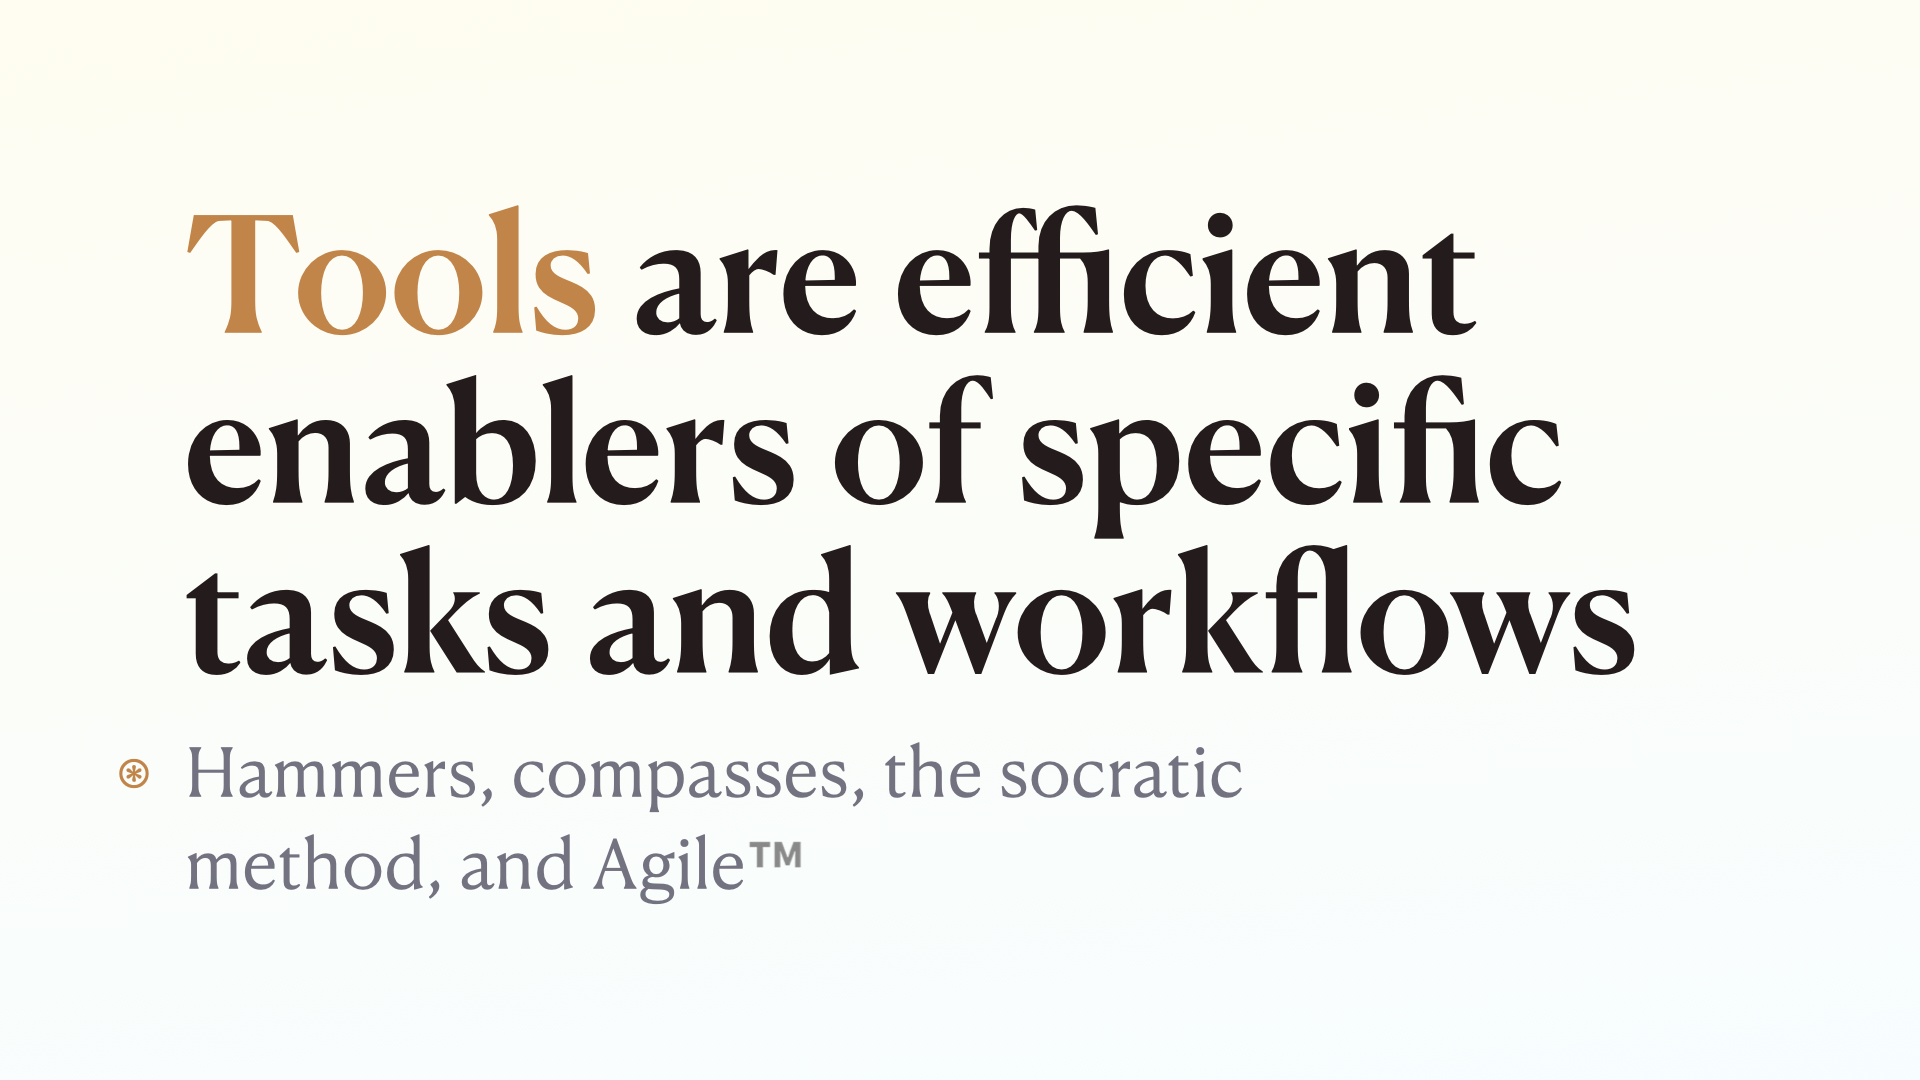 Tools are efficient
enablers of specific
tasks and workflows
Hammers, compasses, the socratic
method, and Agile™